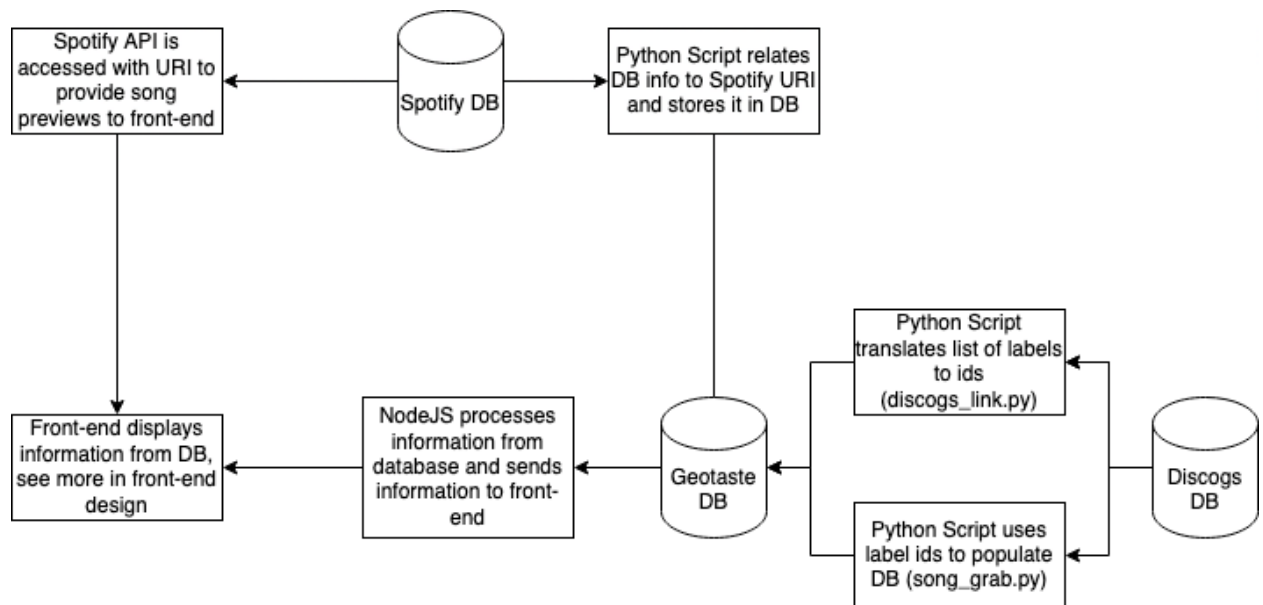 Spotify API is
accessed with URI to
provide song
previews to front-end
Spotify DB
Python Script relates
DB info to Spotify URI
and stores it in DB
Python Script
translates list of labels
to ids
(discogs_link.py)
Front-end displays
information from DB,
see more in front-end
design
NodeJS processes
information from
database and sends
information to front-
end
Geotaste
DB
Discogs
DB
Python Script uses
label ids to populate
DB (song_grab.py)